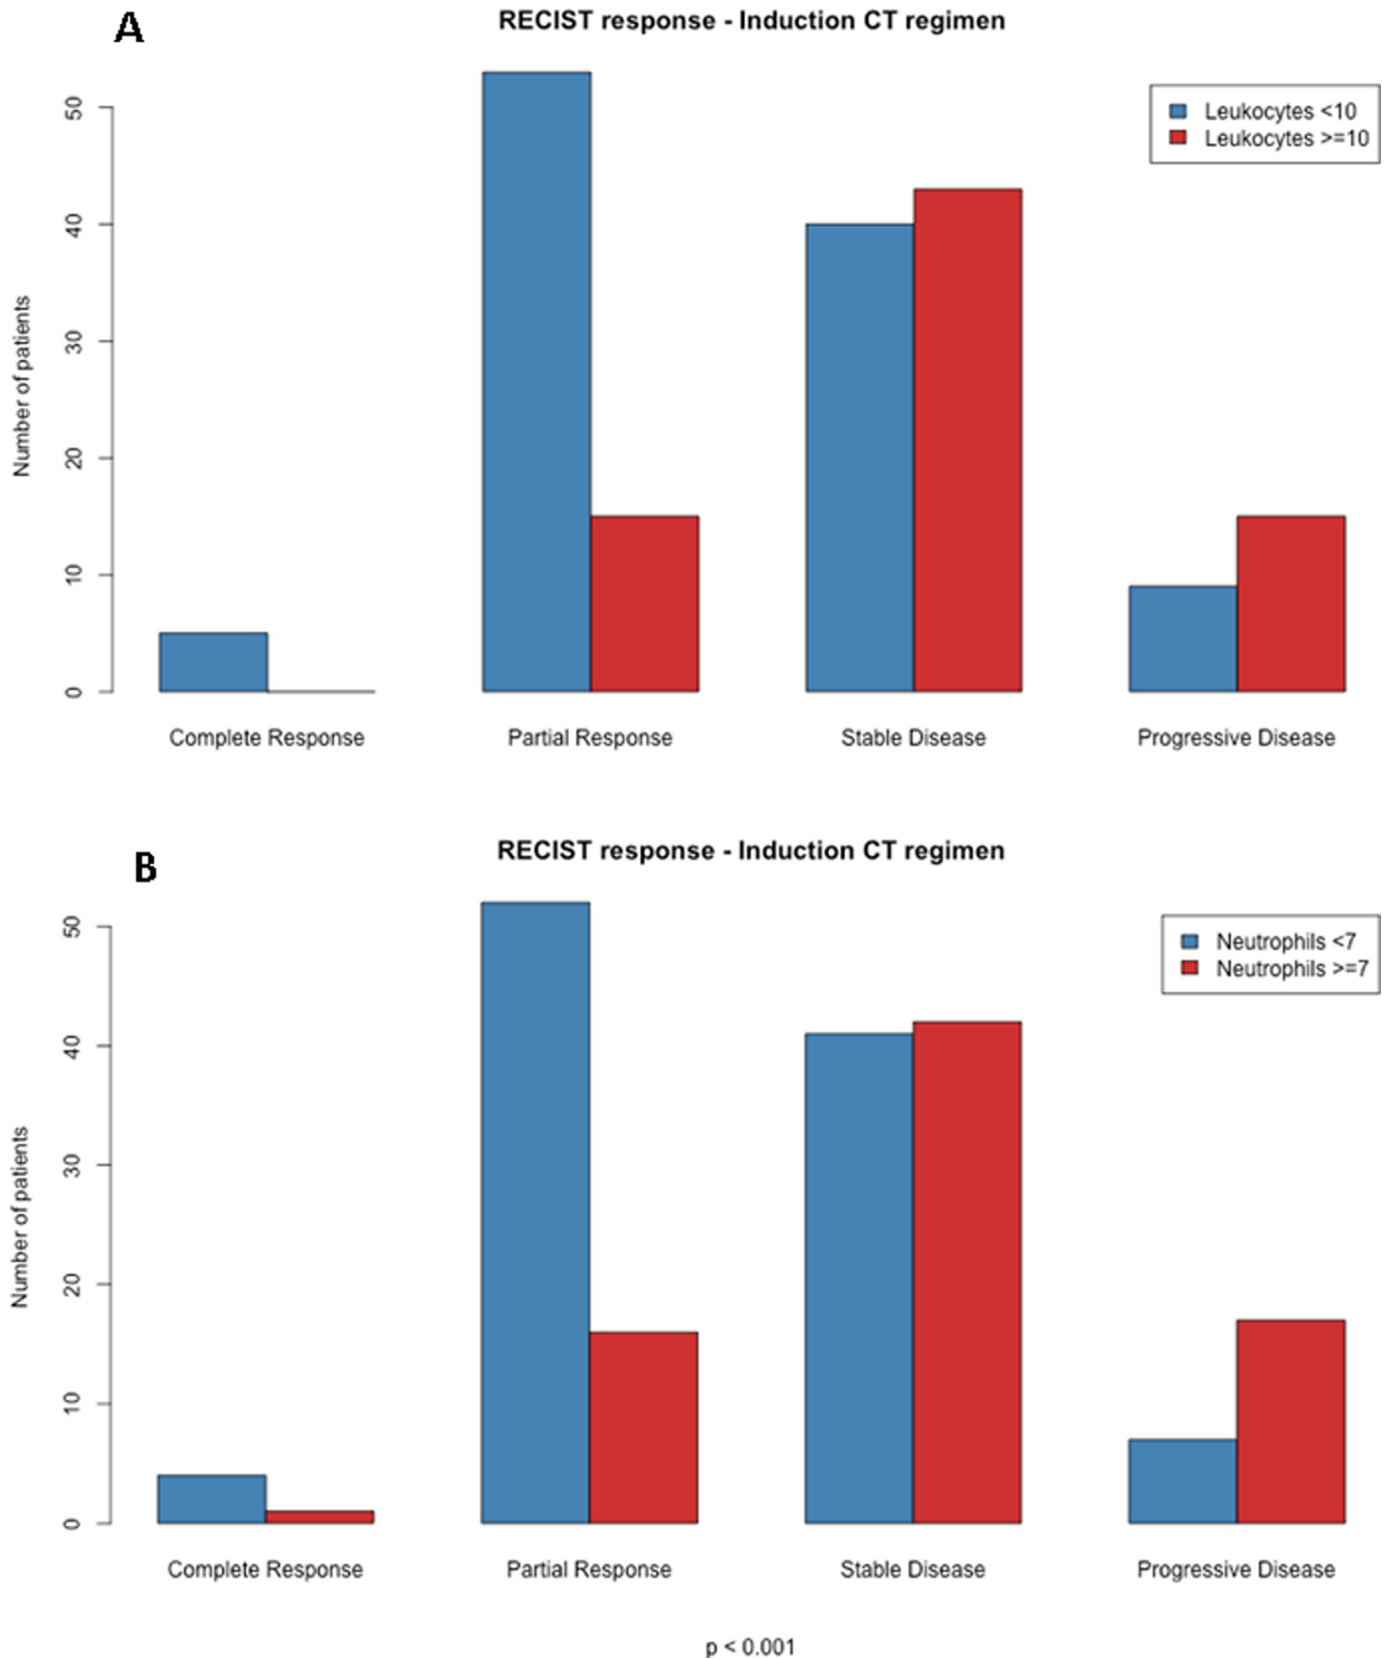 A
RECIST response - Induction CT regimen
Leukocytes <10
Leukocytes >=10
Number of patients
50
40
30
20
10
0
Complete Response Partial Response Stable Disease Progressive Disease
B
RECIST response - Induction CT regimen
Neutrophils <7
Neutrophils >=7
Number of patients
50
40
30
20
10
0
Complete Response Partial Response Stable Disease Progressive Disease
p < 0.001